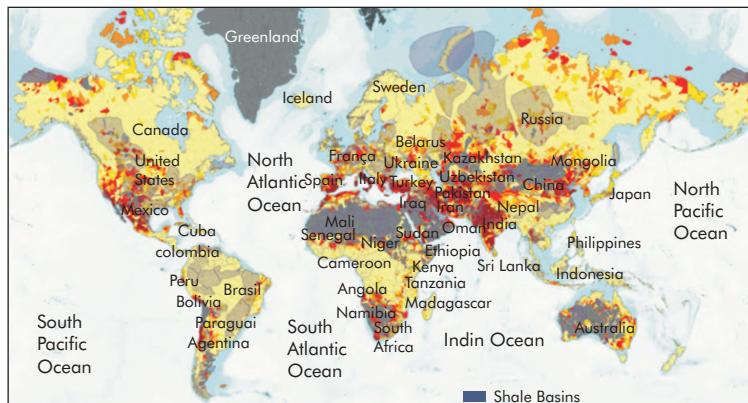 Greenland
Iceland
Sweden
Russia
Canada
Belarus
United
States
North
Atlantic
Ocean
França
Ukraine
Kazakhstan
Mongolia
Spain
Italy
Turkey
Uzbekistan
China
Japan
North
Pacific
Ocean
Mexico
Iraq
Iran
Pakistan
Nepal
Cuba
Mali
Senegal
Niger
Sudan
Oman
India
Philippines
colombia
Ethiopia
Cameroon
Kenya
Sri Lanka
Indonesia
Peru
Brasil
Angola
Tanzania
Bolivia
Madagascar
South
Pacific
Ocean
Paraguai
Agentina
South
Atlantic
Ocean
Namibia
South
Africa
Indin Ocean
Australia
Shale Basins